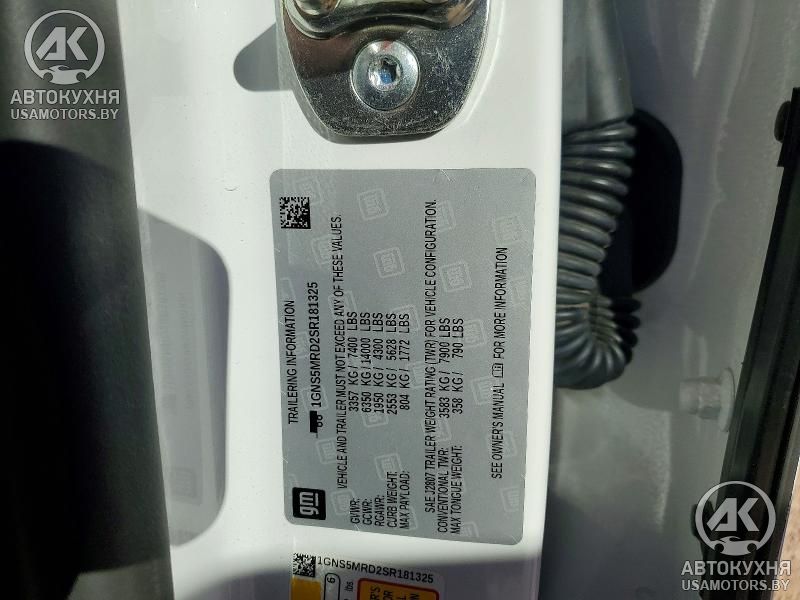 АК
АВТОКУХНЯ
USAMOTORS.BY
TRAILERING INFORMATION
1GNS5MRD2SR181325
VEHICLE AND TRAILER MUST NOT EXCEED ANY OF THESE VALUES.
GVWR: 3357 KG / 7400 LBS
GCWR: 6350 KG / 14000 LBS
RGAWR: 1950 KG / 4300 LBS
CURB WEIGHT: 2553 KG / 5628 LBS
MAX PAYLOAD: 804 KG / 1772 LBS
SAE J2807 TRAILER WEIGHT RATING (TWR) FOR VEHICLE CONFIGURATION.
CONVENTIONAL TWR: 3583 KG / 7900 LBS
MAX TONGUE WEIGHT: 358 KG / 790 LBS
SEE OWNER'S MANUAL FOR MORE INFORMATION
gm
1GNS5MRD2SR181325
АК
АВТОКУХНЯ
USAMOTORS.BY